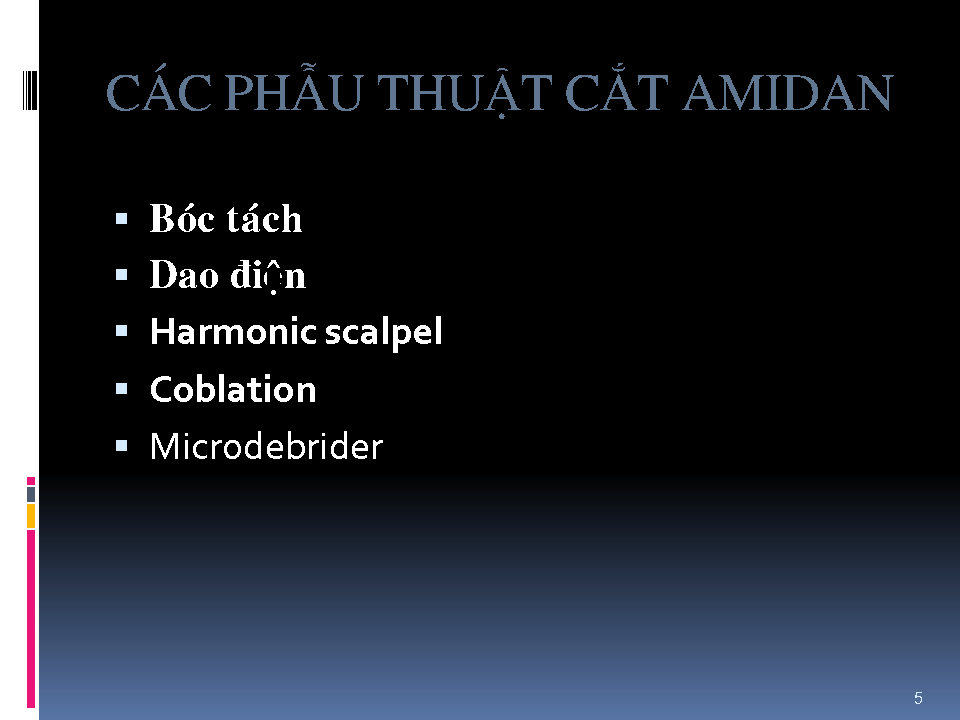 CÁC PHẪU THUẬT CẮT AMIDAN
Bóc tách
Dao điện
Harmonic scalpel
Coblation
Microdebrider
5